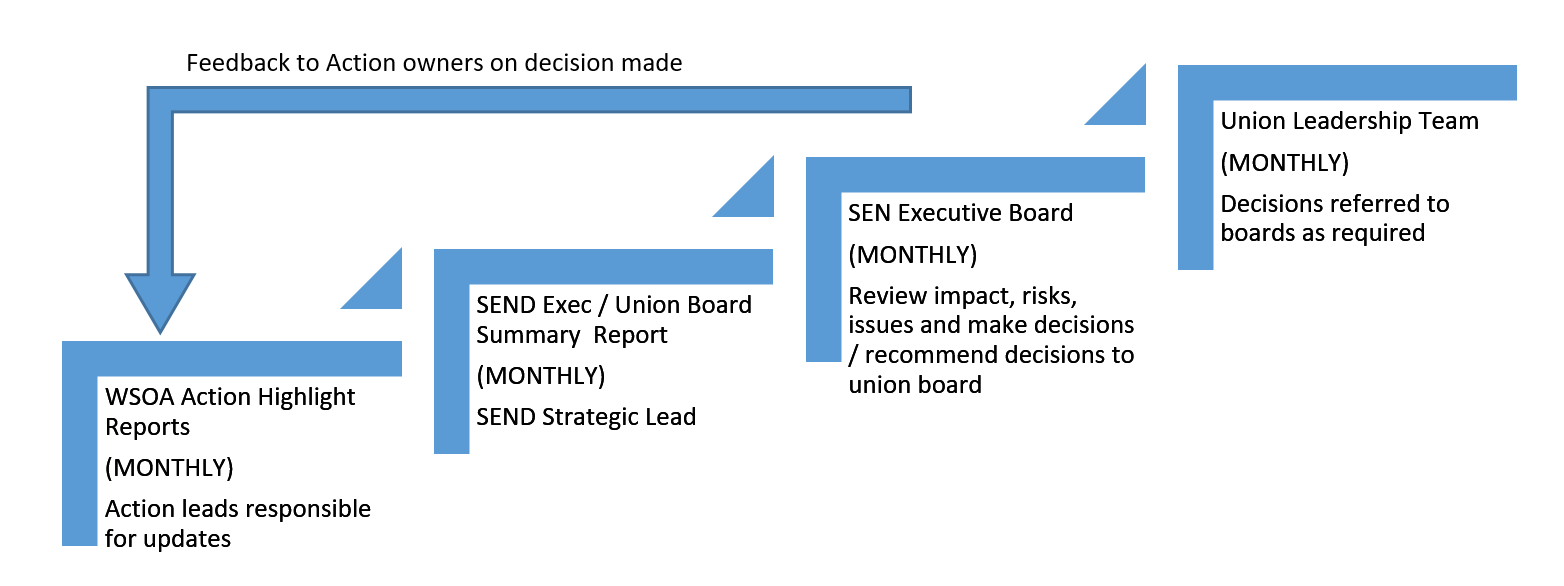 Feedback to Action owners on decision made
WSOA Action Highlight
Reports
(MONTHLY)
Action leads responsible
for updates
SEND Exec / Union Board
Summary  Report
(MONTHLY)
SEND Strategic Lead
SEN Executive Board
(MONTHLY)
Review impact, risks,
issues and make decisions
/ recommend decisions to
union board
Union Leadership Team
(MONTHLY)
Decisions referred to
boards as required